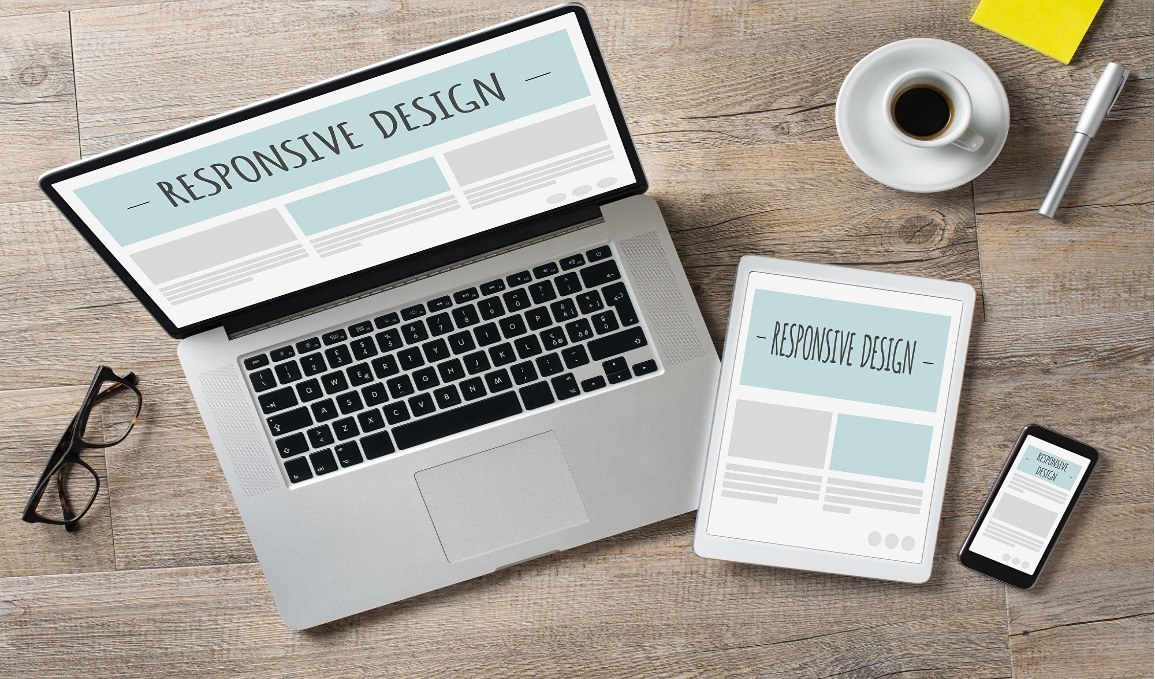 — RESPONSIVE DESIGN —
- RESPONSIVE DESIGN -
- RESPONSIVE
DESIGN -
Q W E R T Y U I O P
A S D F G H J K L
Z X C V B N M